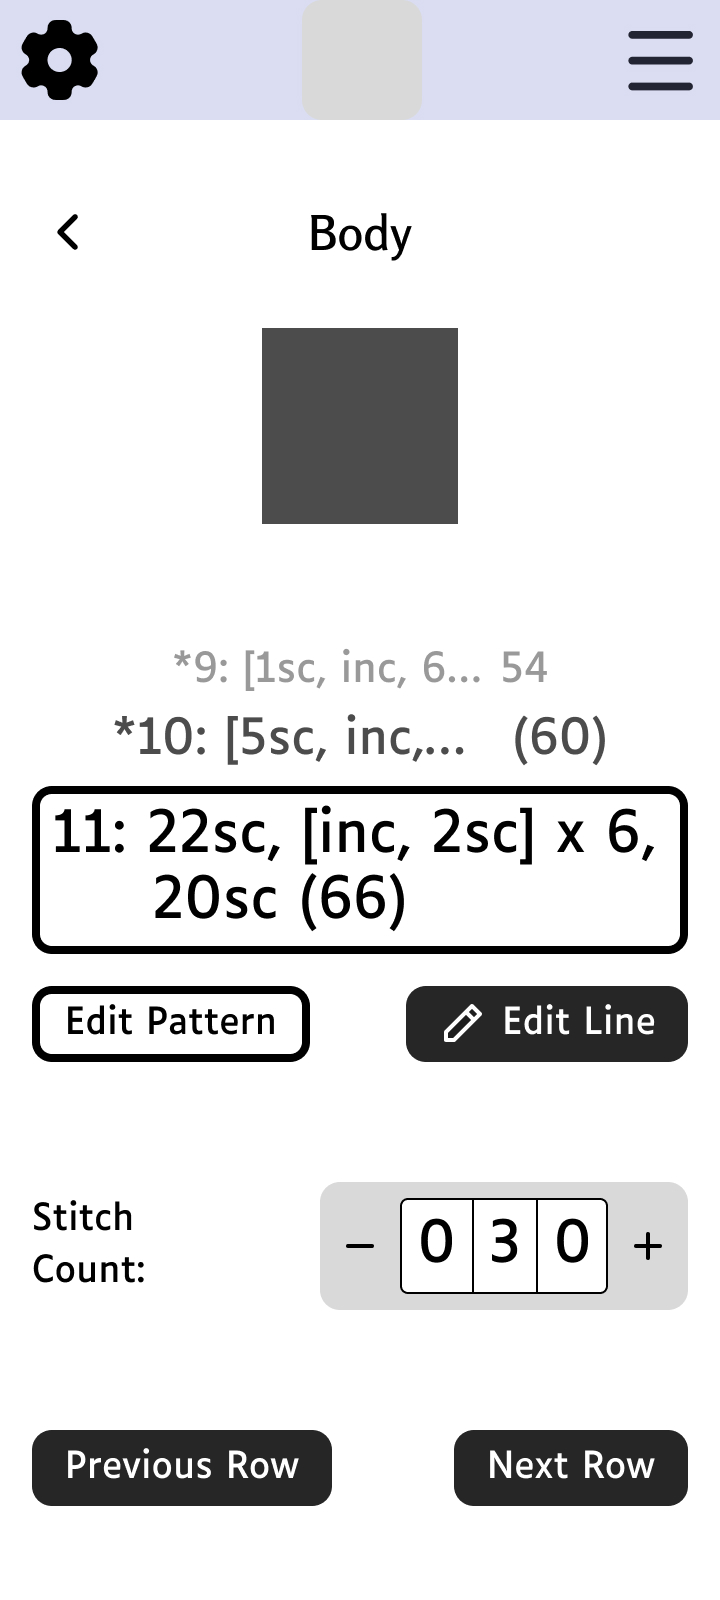 Body
*9: [1sc, inc, 6... 54
*10: [5sc, inc,... (60)
11: 22sc, [inc, 2sc] x 6,
20sc (66)
Edit Pattern
Edit Line
Stitch
Count:
− 0 3 0 +
Previous Row
Next Row